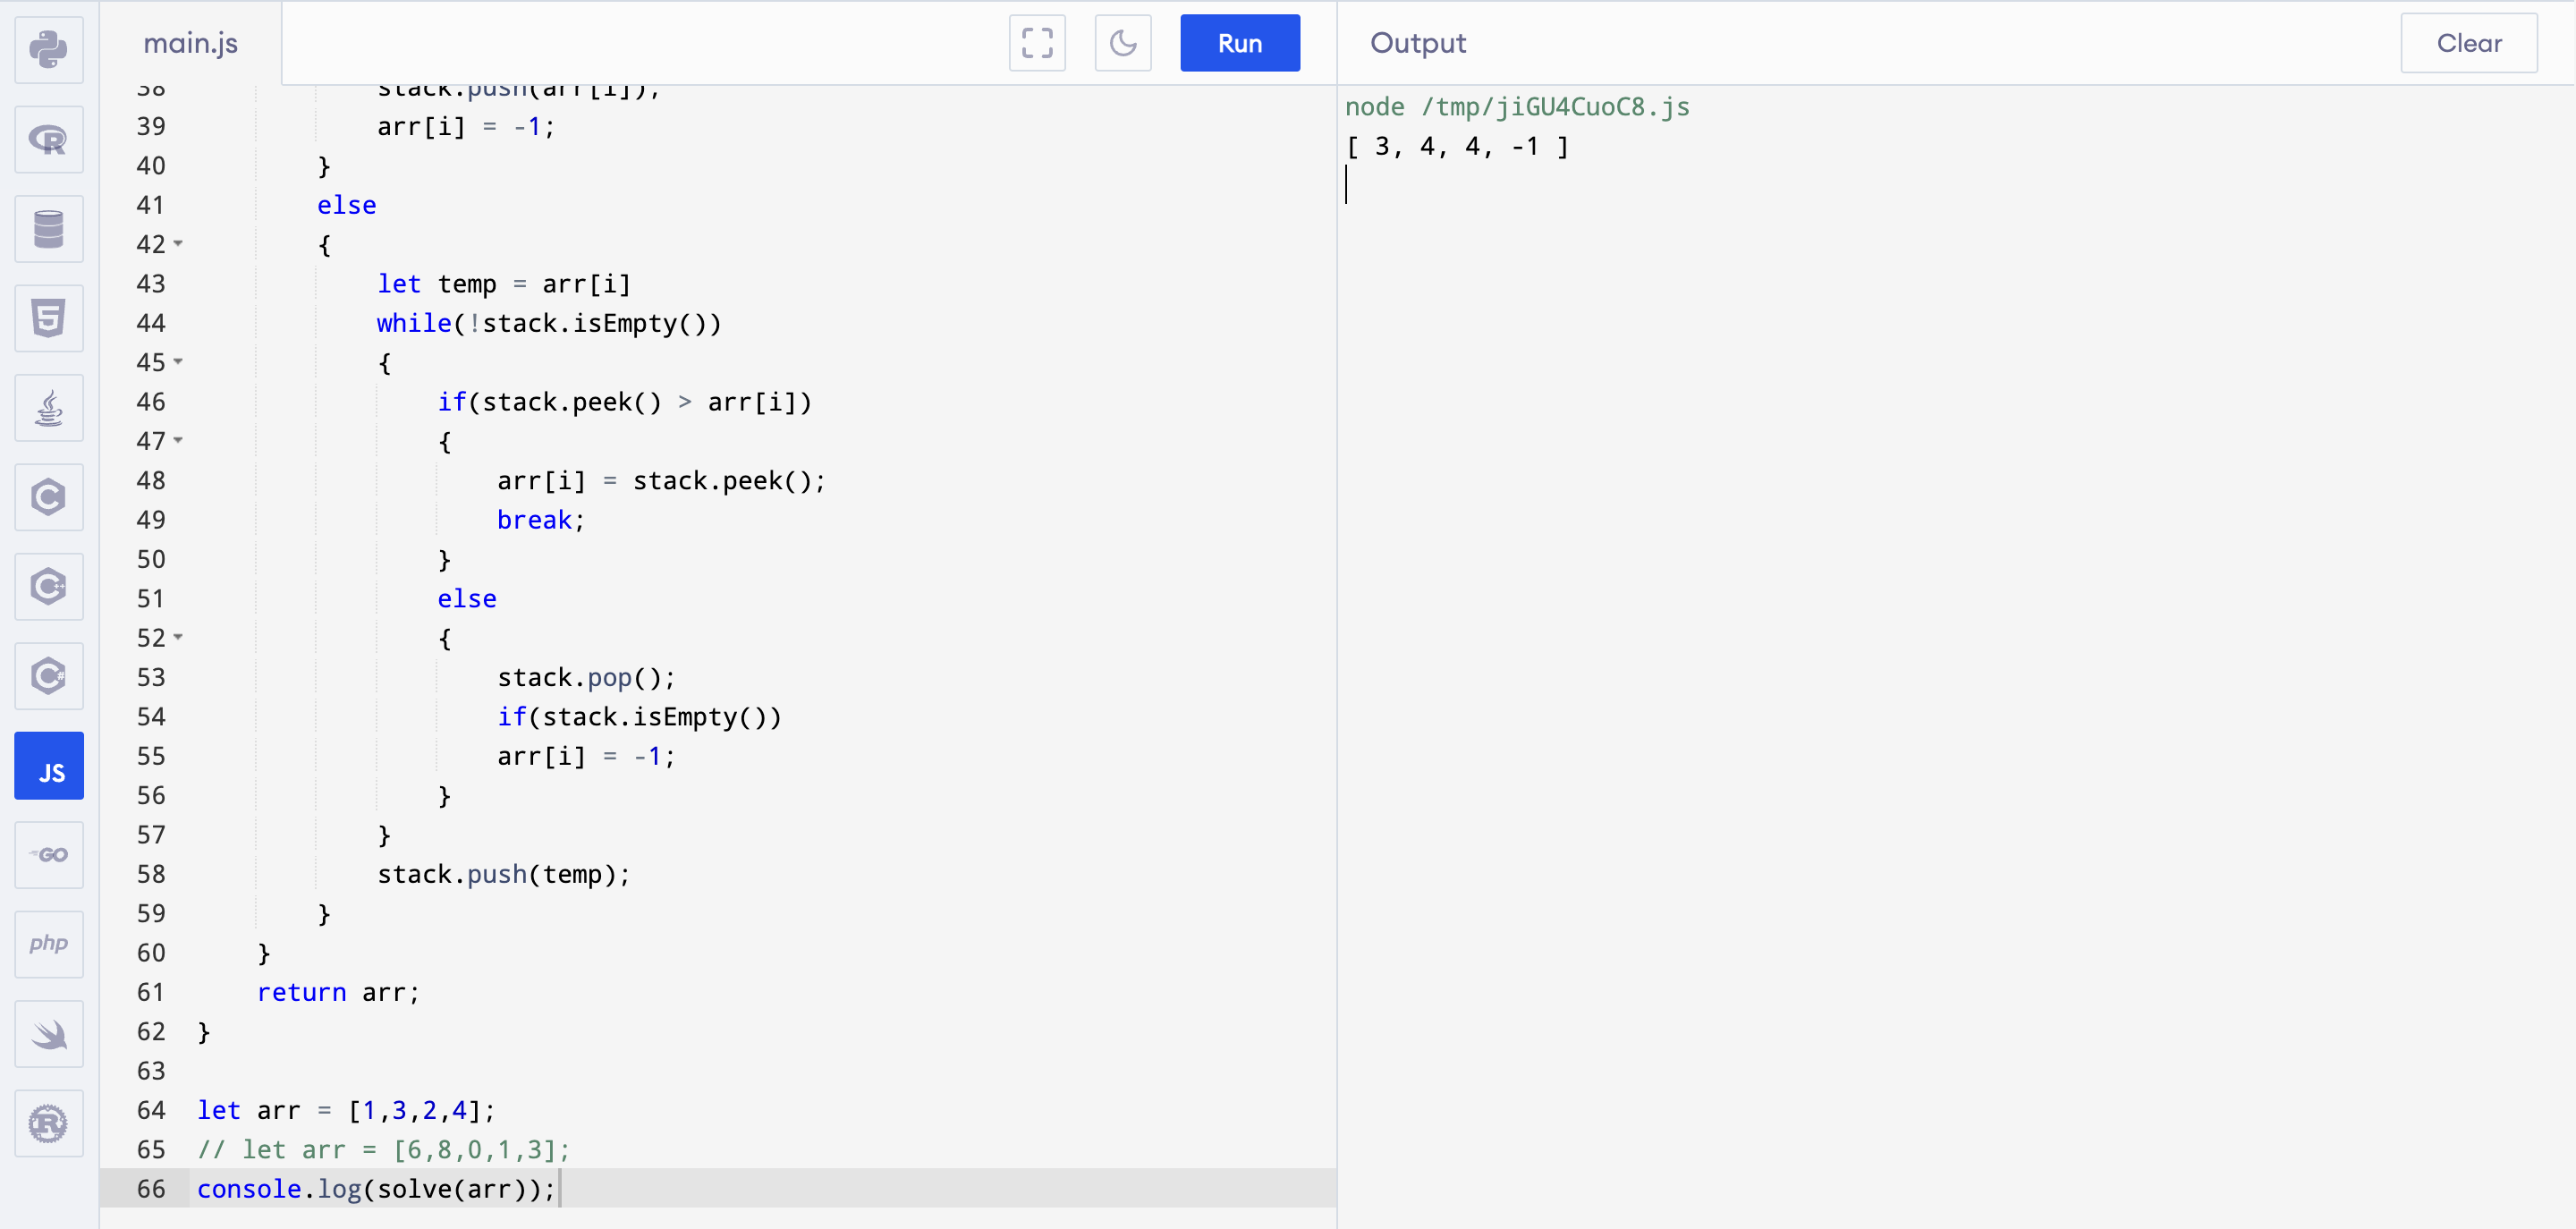 main.js
Run
Output
Clear
38 stack.push(arr[i]);
39 arr[i] = -1;
40 }
41 else
42 {
43 let temp = arr[i]
44 while(!stack.isEmpty())
45 {
46 if(stack.peek() > arr[i])
47 {
48 arr[i] = stack.peek();
49 break;
50 }
51 else
52 {
53 stack.pop();
54 if(stack.isEmpty())
55 arr[i] = -1;
56 }
57 }
58 stack.push(temp);
59 }
60 }
61 return arr;
62 }
63
64 let arr = [1,3,2,4];
65 // let arr = [6,8,0,1,3];
66 console.log(solve(arr));
node /tmp/jiGU4CuoC8.js
[ 3, 4, 4, -1 ]
R
5
C
C++
C#
JS
GO
php
R